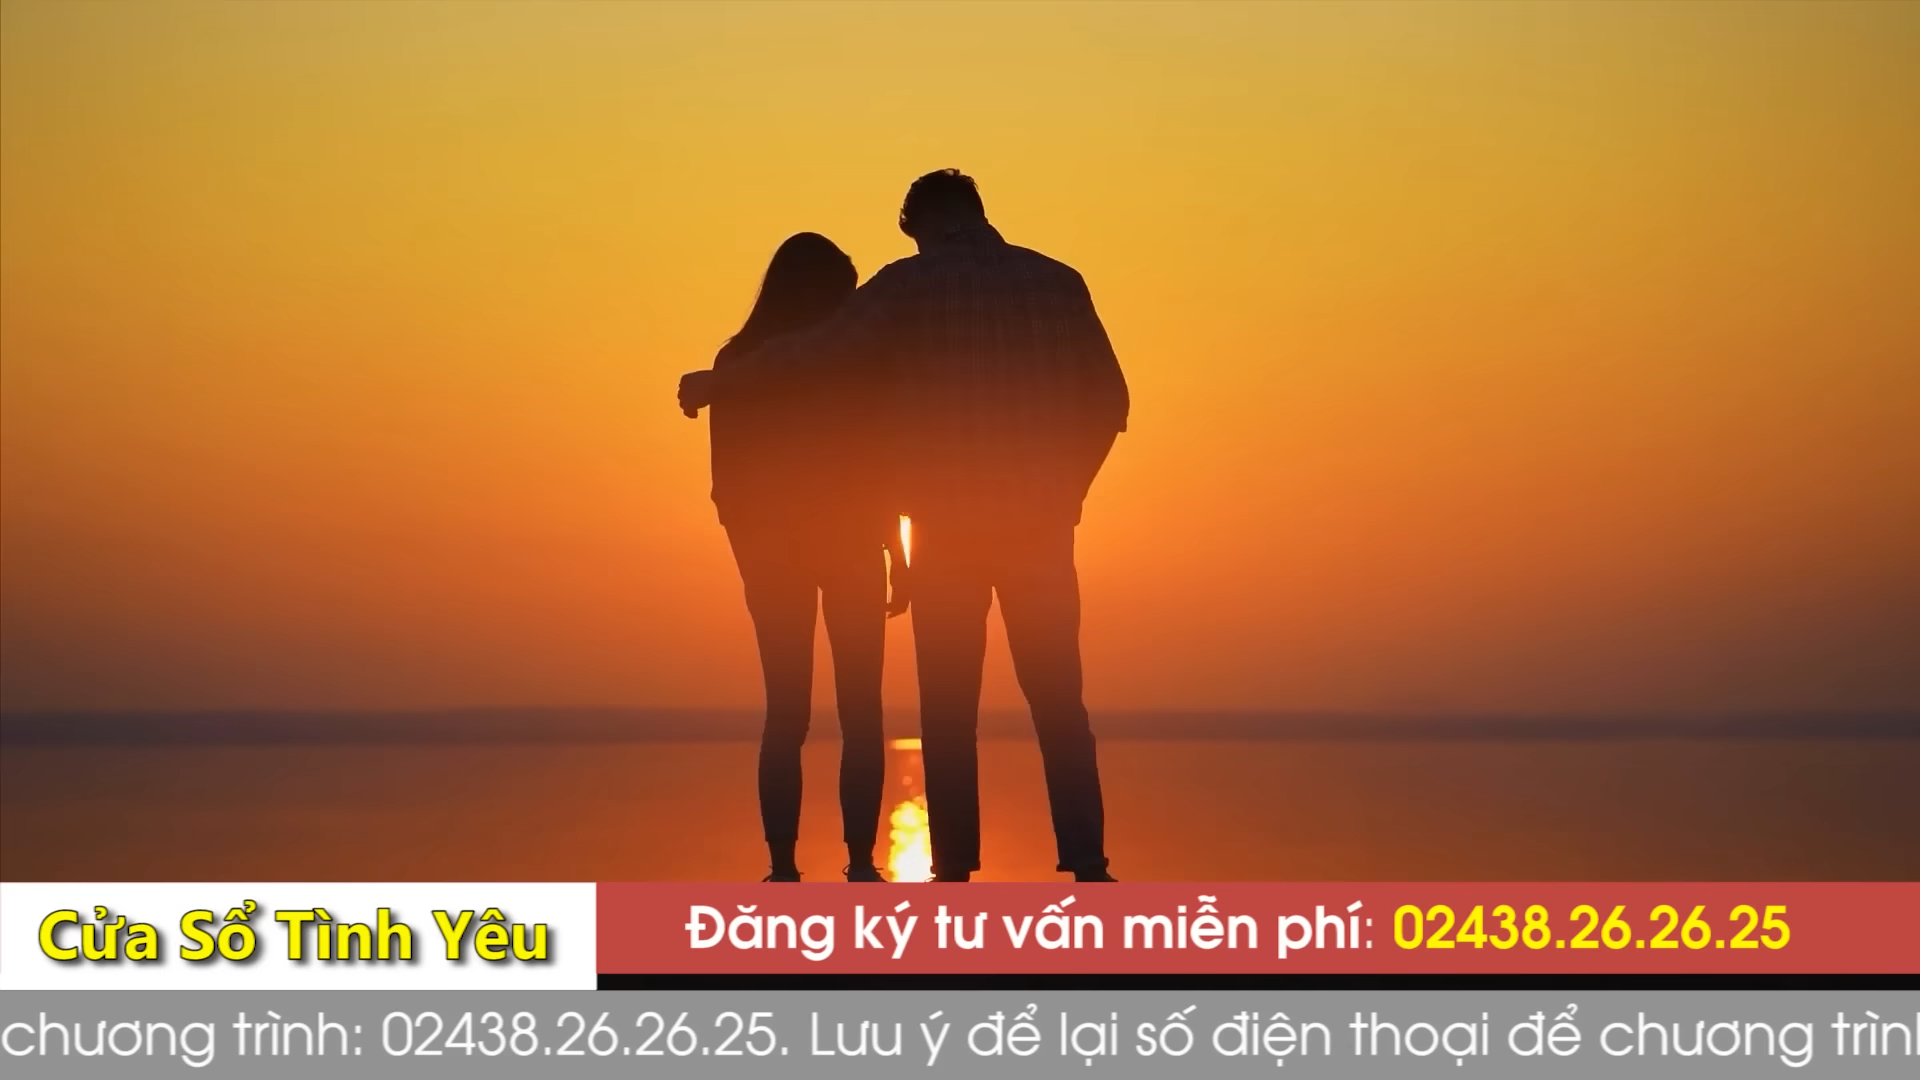 Cửa Sổ Tình Yêu
Đăng ký tư vấn miễn phí: 02438.26.26.25
chương trình: 02438.26.26.25. Lưu ý để lại số điện thoại để chương